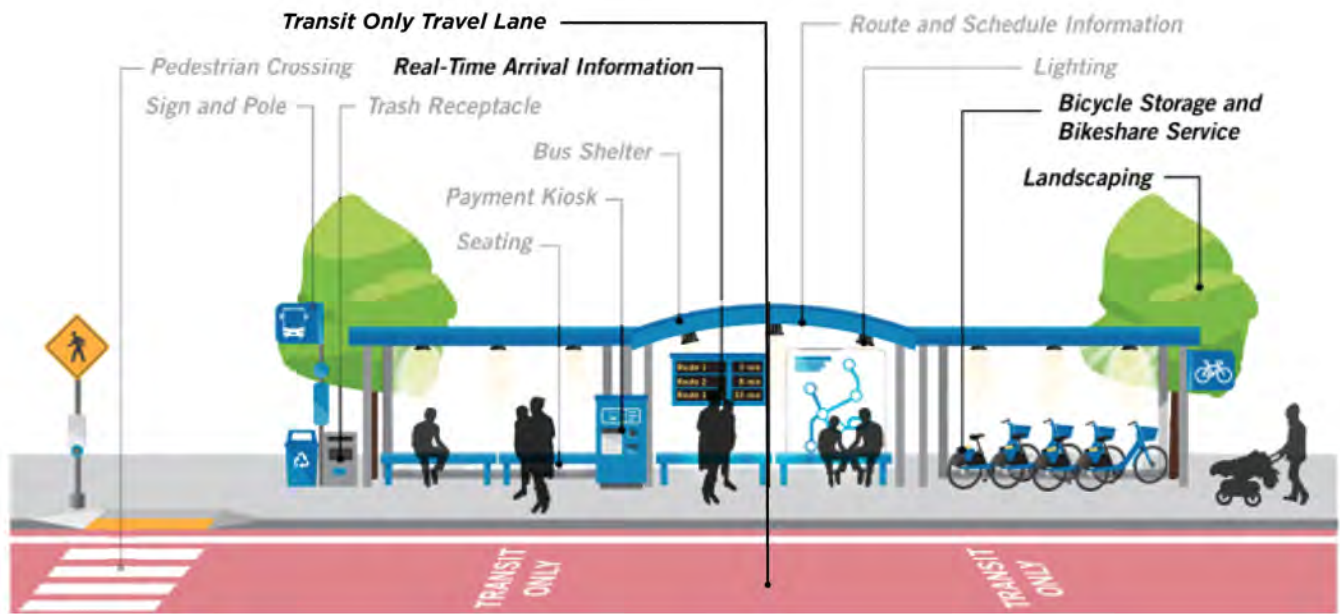 Transit Only Travel Lane
Route and Schedule Information
Pedestrian Crossing
Real-Time Arrival Information
Lighting
Sign and Pole
Trash Receptacle
Bicycle Storage and
Bikeshare Service
Bus Shelter
Landscaping
Payment Kiosk
Seating
Route 1
Route 2 8 min
Route
TRANSIT
ONLY
TRANSIT
ONLY